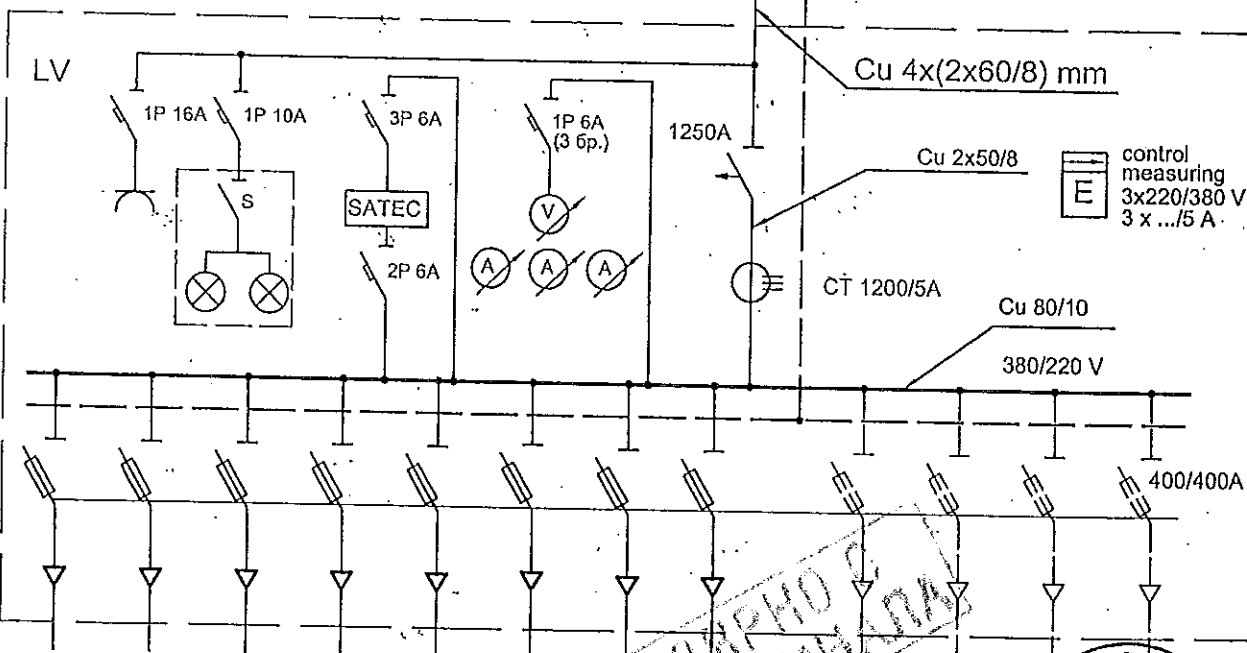 LV
Cu 4x(2x60/8) mm
1P 16A
1P 10A
3P 6A
1P 6A
(3 бр.)
1250A
Cu 2x50/8
E
control
measuring
3x220/380 V
3 x .../5 A
S
SATEC
V
2P 6A
A
A
A
CT 1200/5A
Cu 80/10
380/220 V
400/400A